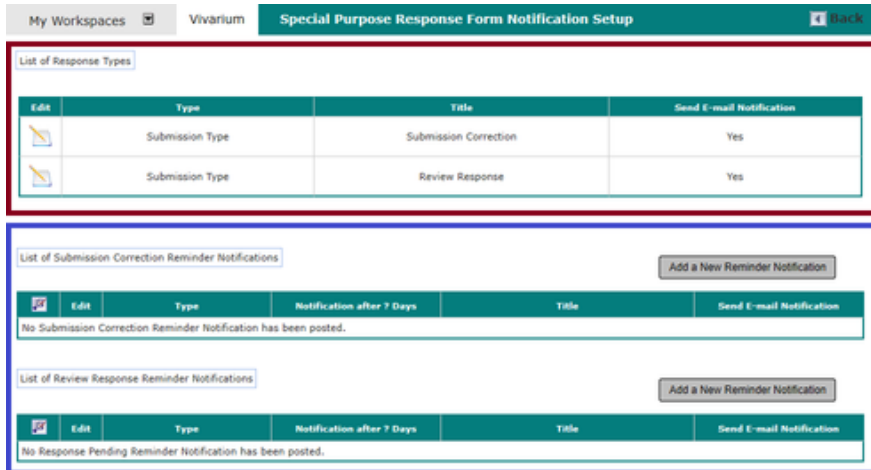 My Workspaces Vivarium Special Purpose Response Form Notification Setup Back
List of Response Types
Edit Type Title Send E-mail Notification
Submission Type Submission Correction Yes
Submission Type Review Response Yes
List of Submission Correction Reminder Notifications
Add a New Reminder Notification
Edit Type Notification after ? Days Title Send E-mail Notification
No Submission Correction Reminder Notification has been posted.
List of Review Response Reminder Notifications
Add a New Reminder Notification
Edit Type Notification after ? Days Title Send E-mail Notification
No Response Pending Reminder Notification has been posted.